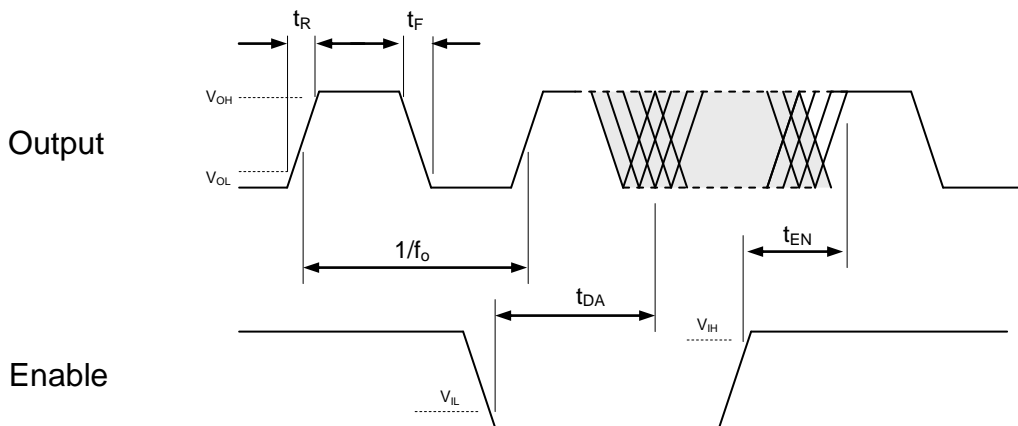 tR
tF
VOH
Output
VOL
1/fo
tEN
tDA
VIH
Enable
VIL